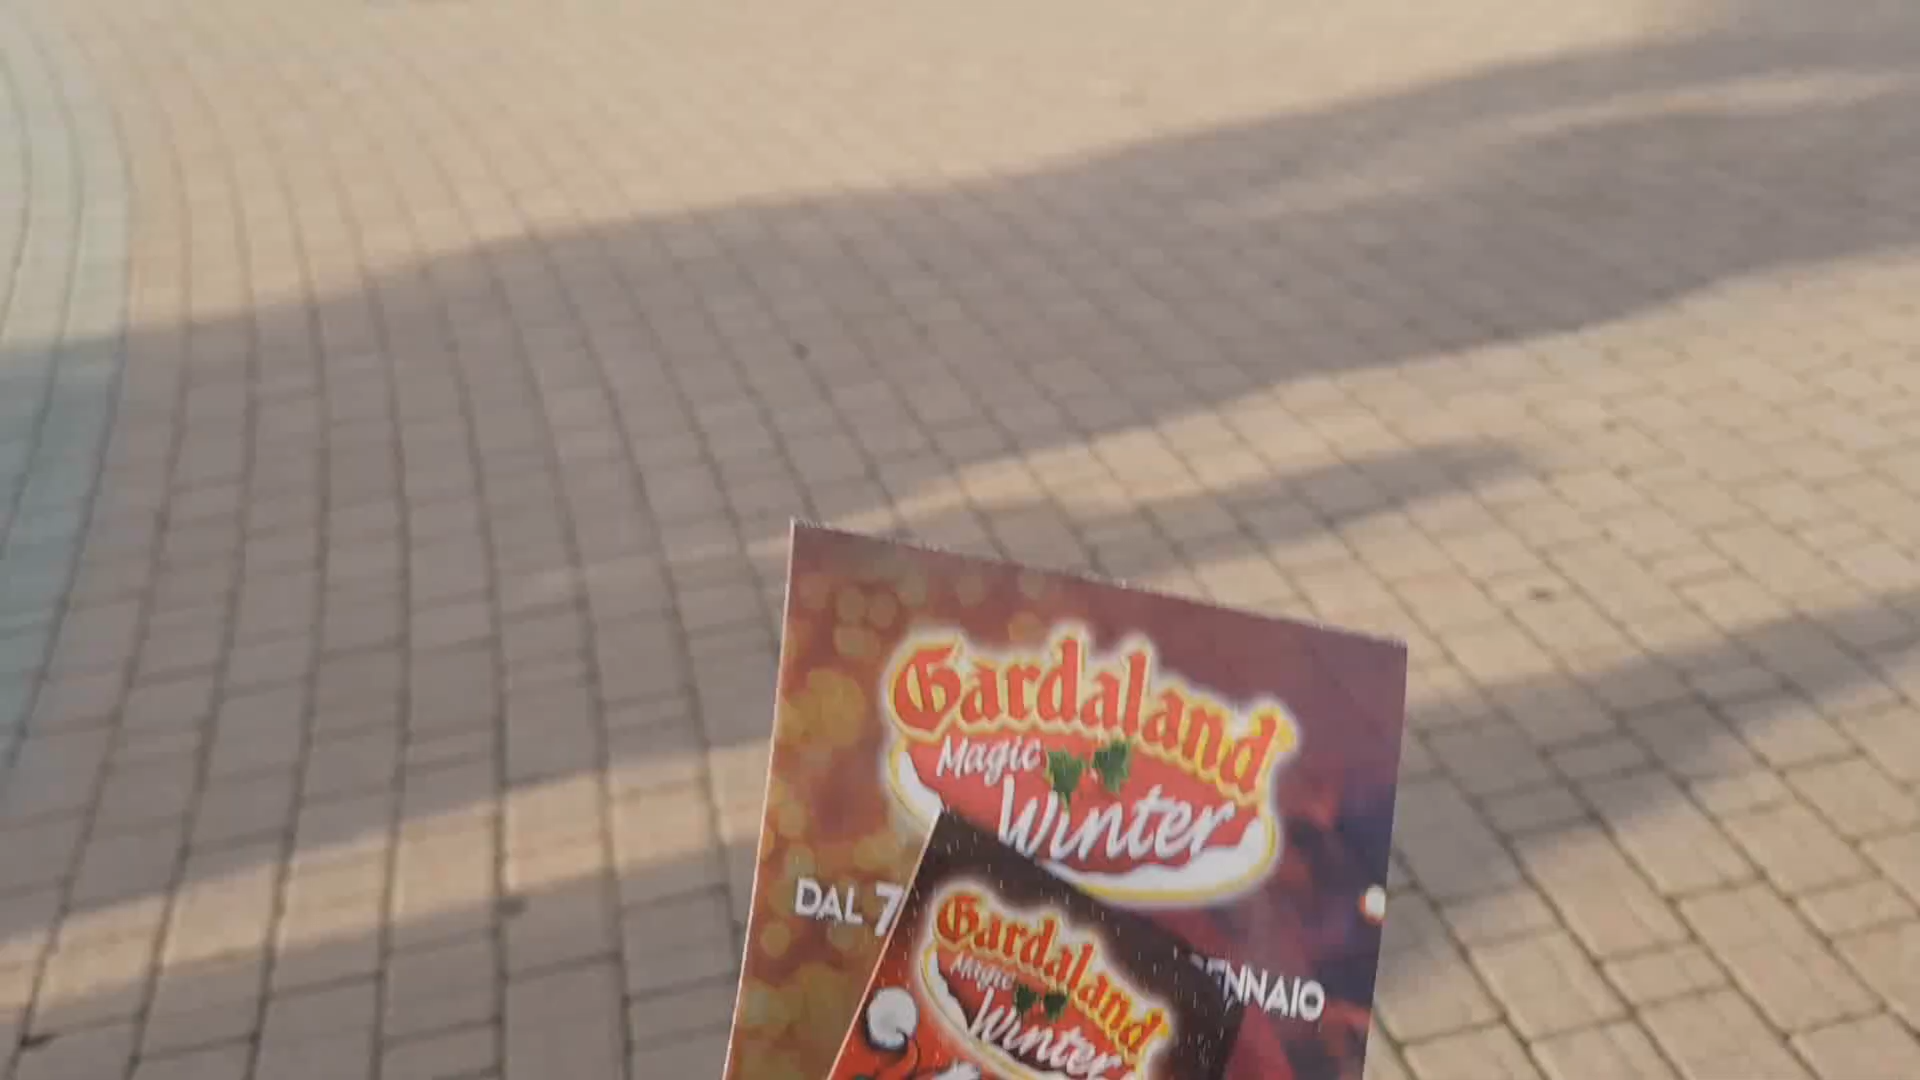 Gardaland
Magic
Winter
DAL 7
ENNAIO
Gardaland
Magic
Winter